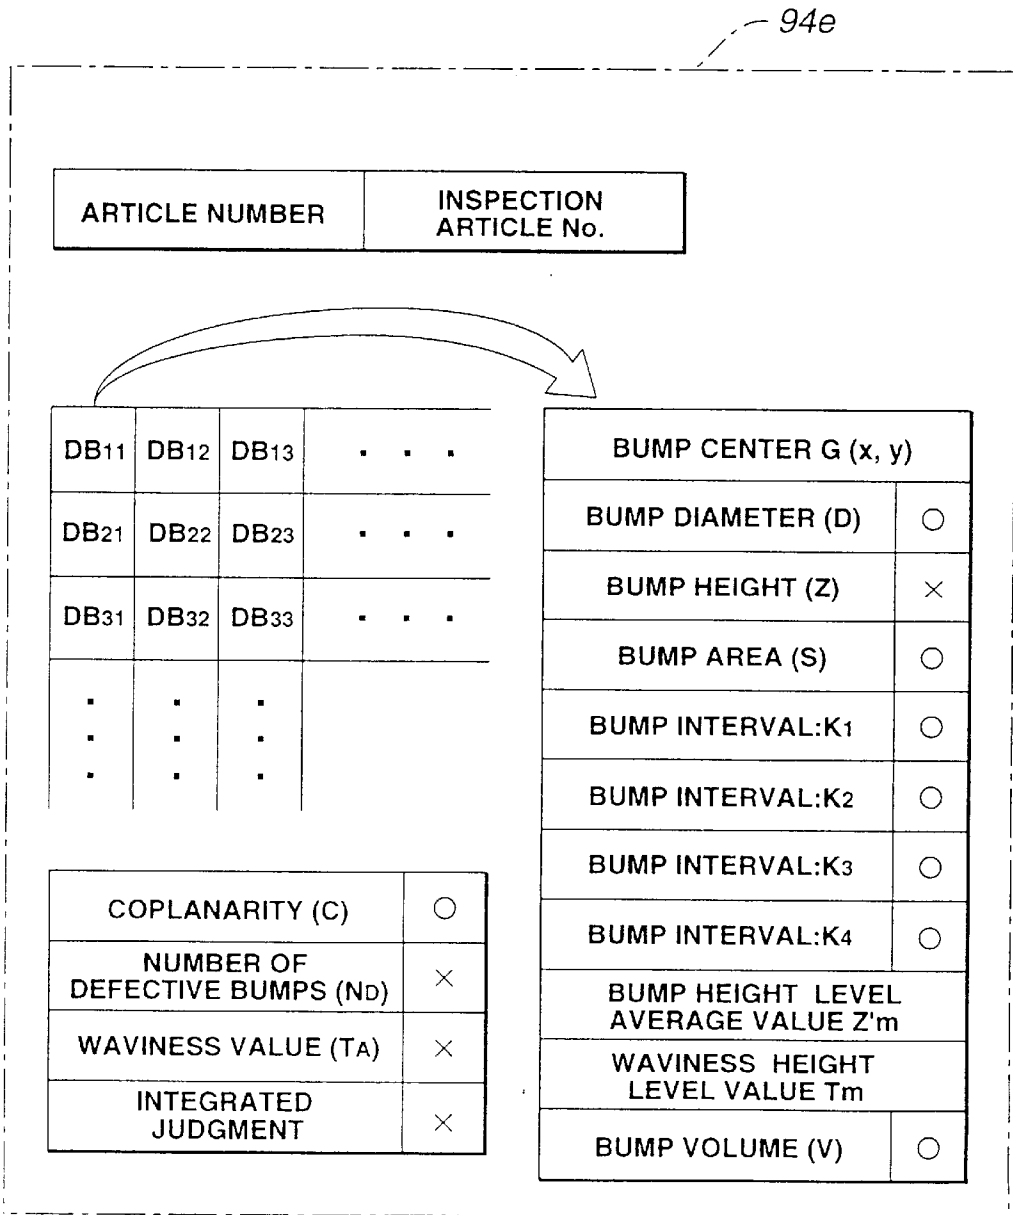 94e
ARTICLE NUMBER
INSPECTION
ARTICLE No.
DB11 DB12 DB13 . . .
DB21 DB22 DB23 . . .
DB31 DB32 DB33 . . .
COPLANARITY (C) ○
NUMBER OF
DEFECTIVE BUMPS (ND) ×
WAVINESS VALUE (TA) ×
INTEGRATED
JUDGMENT ×
BUMP CENTER G (x, y)
BUMP DIAMETER (D) ○
BUMP HEIGHT (Z) ×
BUMP AREA (S) ○
BUMP INTERVAL:K1 ○
BUMP INTERVAL:K2 ○
BUMP INTERVAL:K3 ○
BUMP INTERVAL:K4 ○
BUMP HEIGHT LEVEL
AVERAGE VALUE Z'm
WAVINESS HEIGHT
LEVEL VALUE Tm
BUMP VOLUME (V) ○